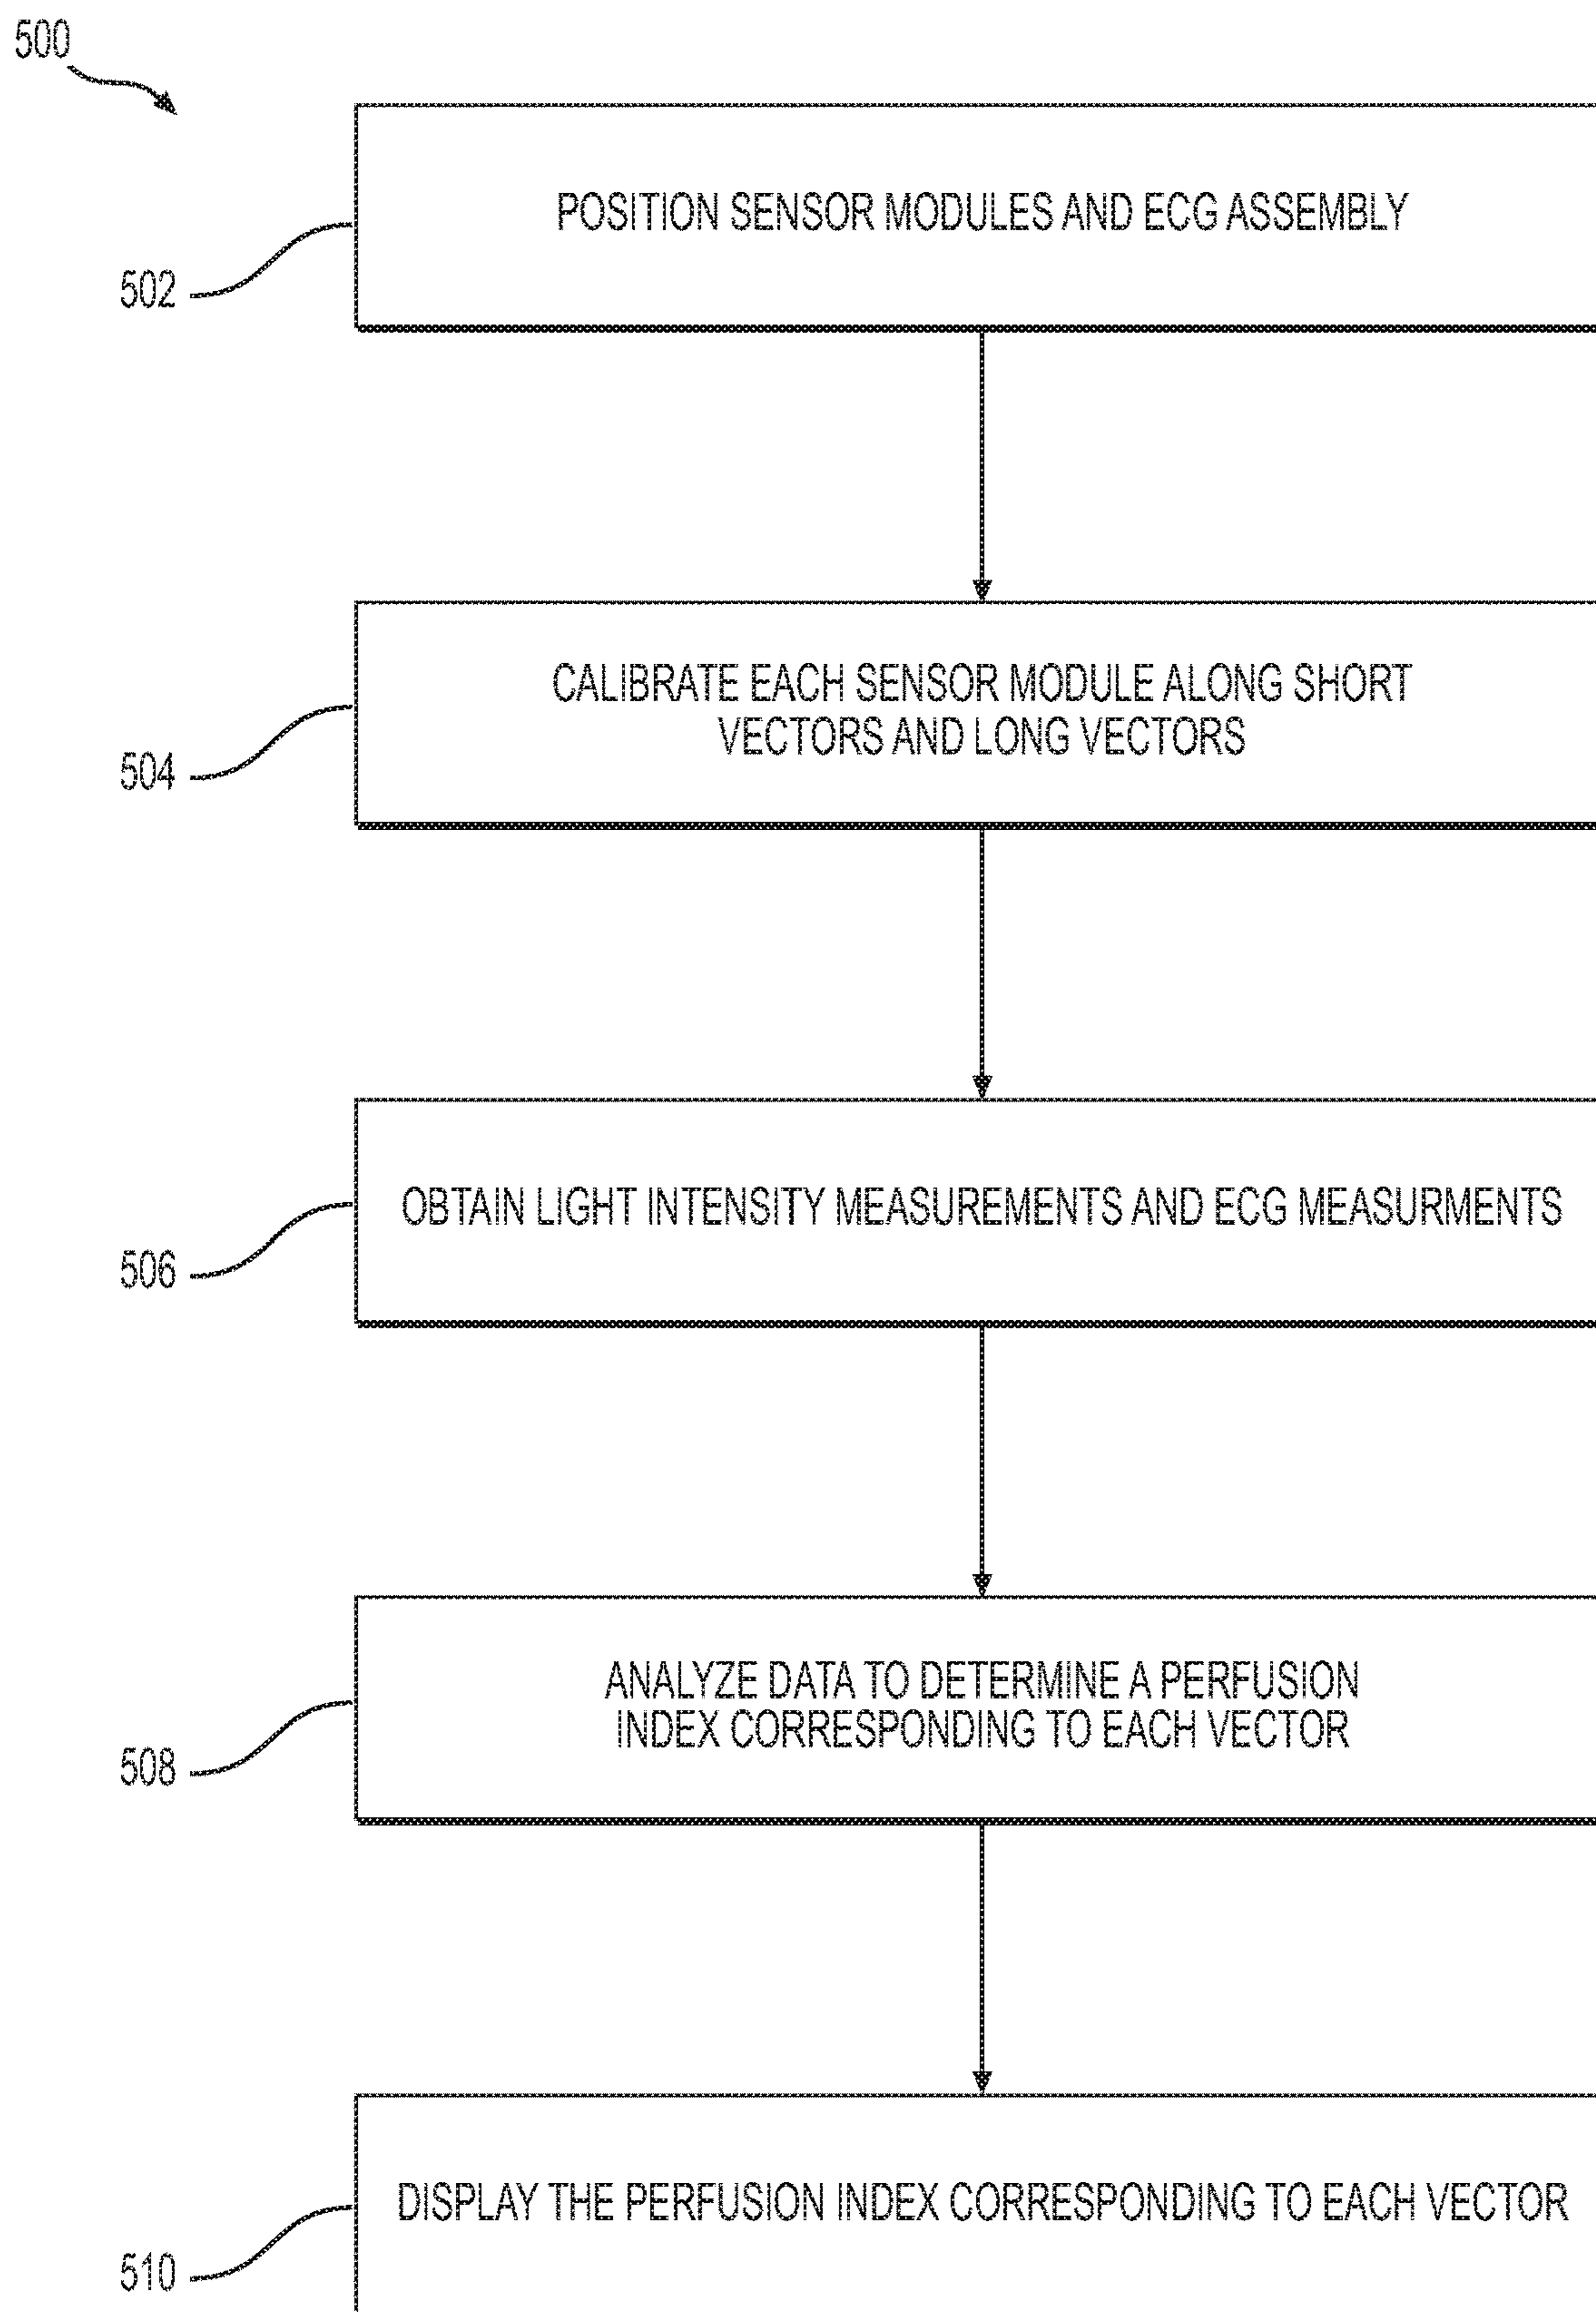 500
POSITION SENSOR MODULES AND ECG ASSEMBLY
502
CALIBRATE EACH SENSOR MODULE ALONG SHORT
VECTORS AND LONG VECTORS
504
OBTAIN LIGHT INTENSITY MEASUREMENTS AND ECG MEASURMENTS
506
ANALYZE DATA TO DETERMINE A PERFUSION
INDEX CORRESPONDING TO EACH VECTOR
508
DISPLAY THE PERFUSION INDEX CORRESPONDING TO EACH VECTOR
510